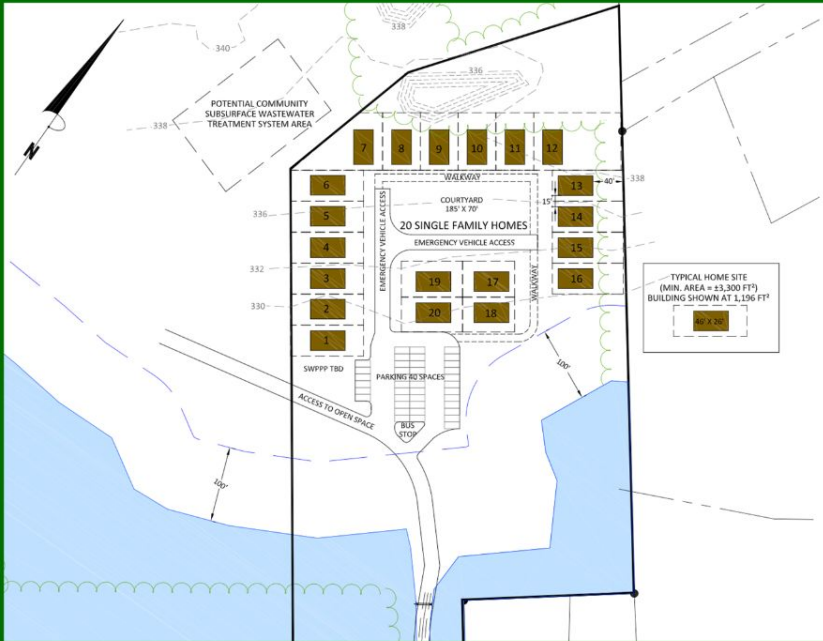 338
340
336
POTENTIAL COMMUNITY
SUBSURFACE WASTEWATER
TREATMENT SYSTEM AREA
338
N
7
8
9
10
11
12
WALKWAY
6
13
40'
338
COURTYARD
185' X 70'
15'
336
5
14
20 SINGLE FAMILY HOMES
EMERGENCY VEHICLE ACCESS
EMERGENCY VEHICLE ACCESS
4
15
332
3
19
17
16
WALKWAY
TYPICAL HOME SITE
(MIN. AREA = ±3,300 FT²)
BUILDING SHOWN AT 1,196 FT²
46' X 26'
330
2
20
18
1
SWPPP TBD
PARKING 40 SPACES
100'
ACCESS TO OPEN SPACE
BUS
STOP
100'